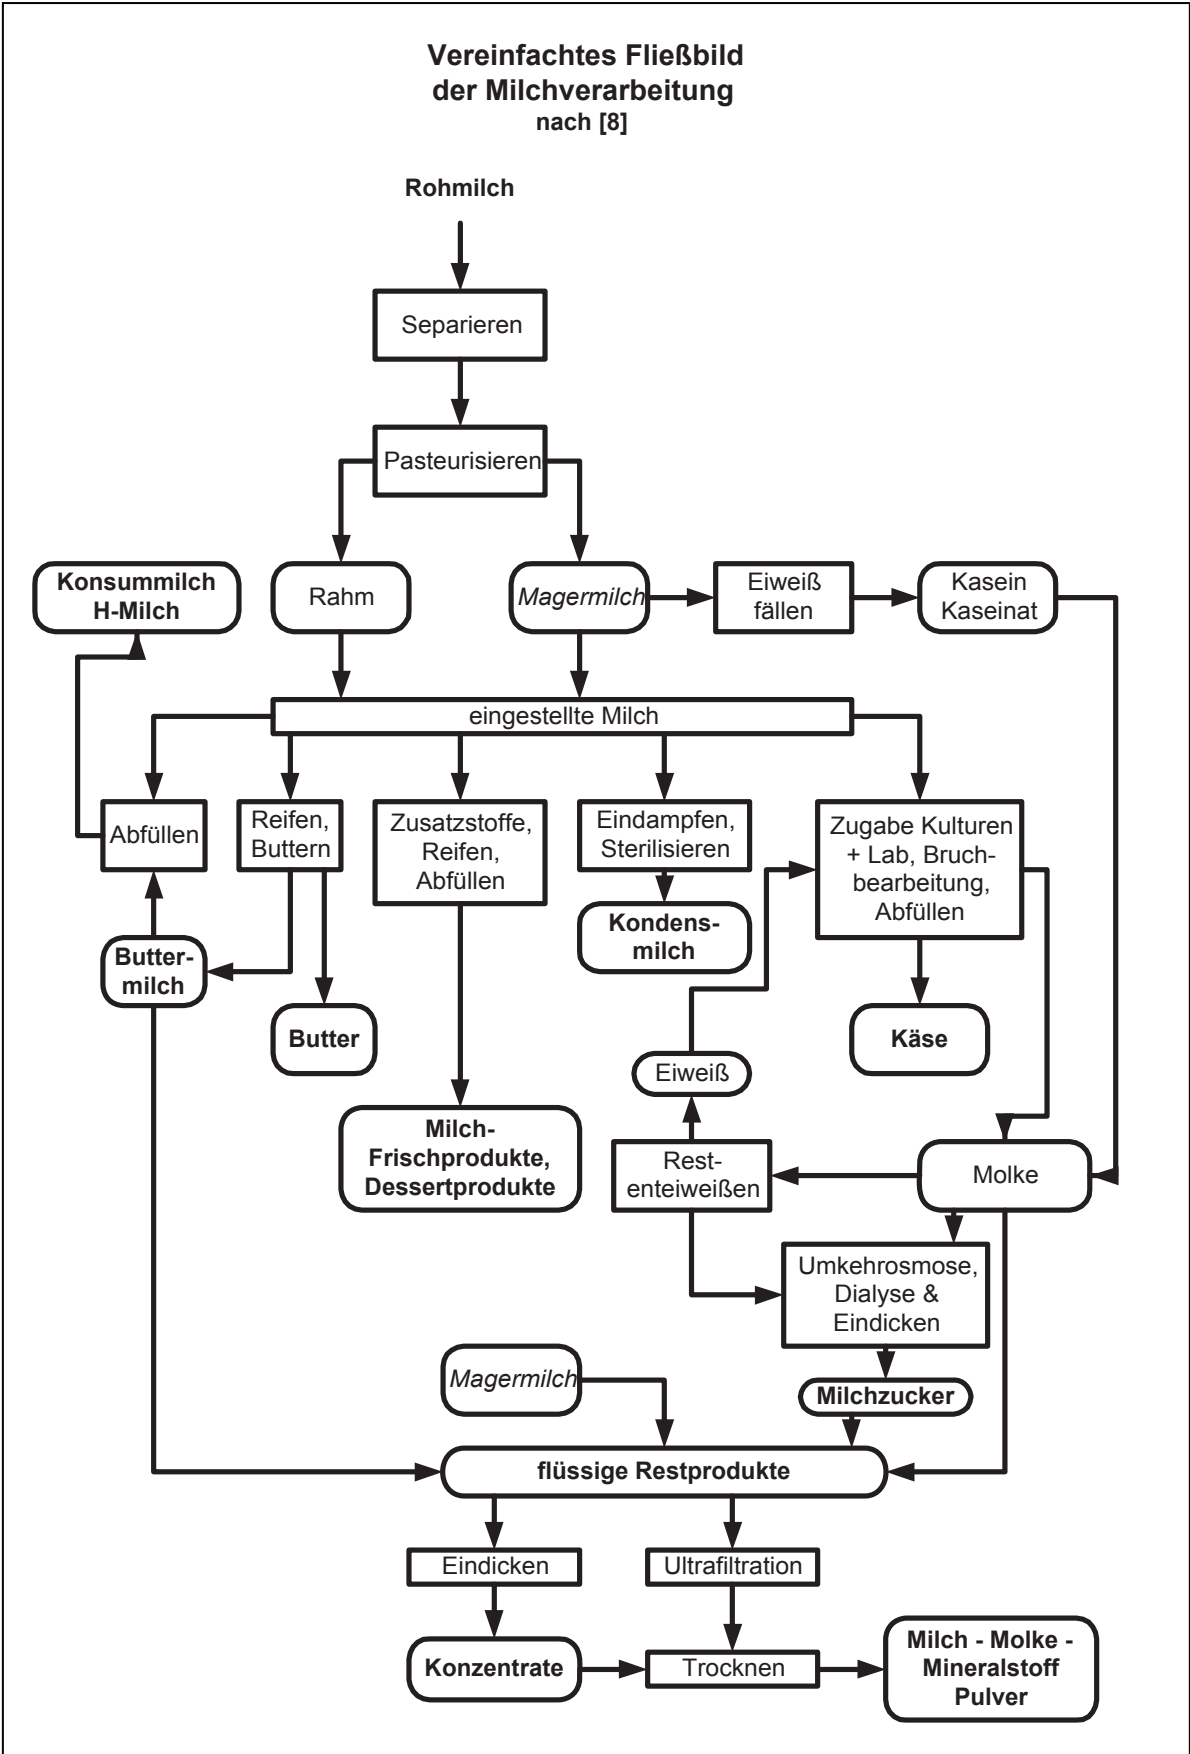 Vereinfachtes Fließbild
der Milchverarbeitung
nach [8]
Rohmilch
Separieren
Pasteurisieren
Konsummilch
H-Milch
Rahm
Magermilch
Eiweiß
fällen
Kasein
Kaseinat
eingestellte Milch
Abfüllen
Reifen,
Buttern
Zusatzstoffe,
Reifen,
Abfüllen
Eindampfen,
Sterilisieren
Zugabe Kulturen
+ Lab, Bruch-
bearbeitung,
Abfüllen
Butter-
milch
Kondens-
milch
Butter
Käse
Eiweiß
Milch-
Frischprodukte,
Dessertprodukte
Rest-
enteiweißen
Molke
Umkehrosmose,
Dialyse &
Eindicken
Magermilch
Milchzucker
flüssige Restprodukte
Eindicken
Ultrafiltration
Konzentrate
Trocknen
Milch - Molke -
Mineralstoff
Pulver